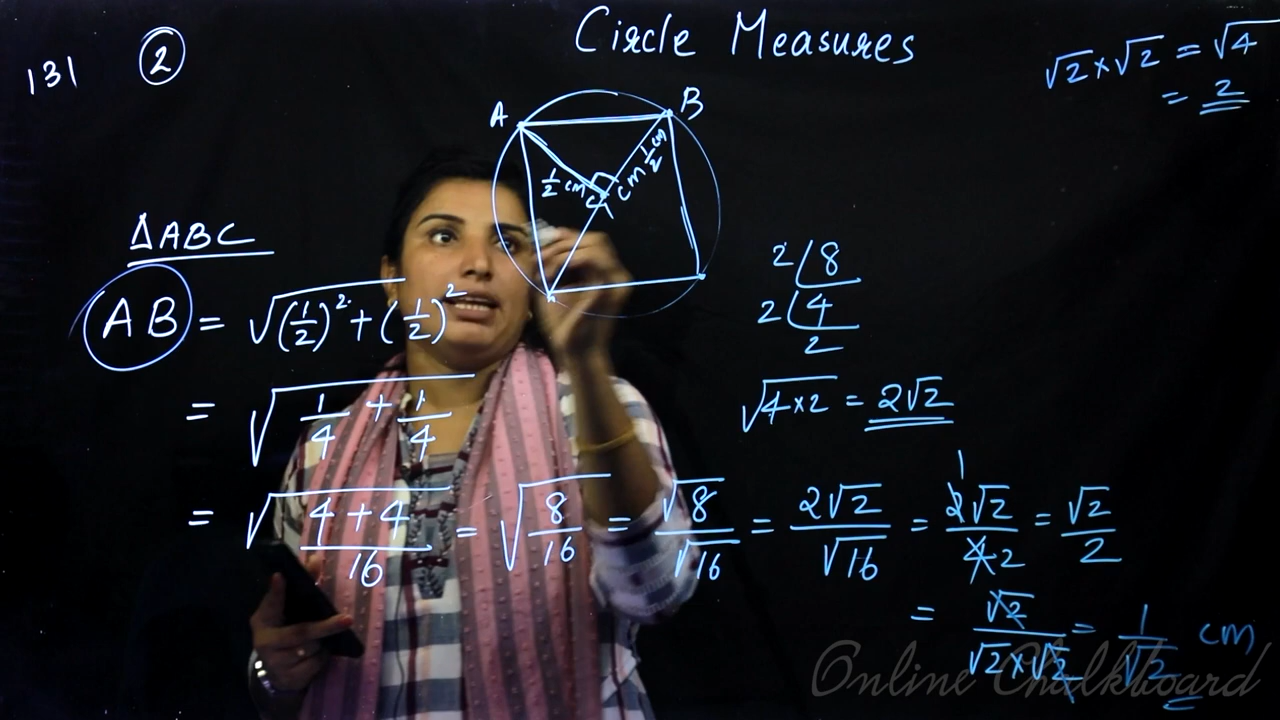 131 2
Circle Measures
√2 × √2 = √4
= 2
A
B
1/2 cm
C
cm 1/2 cm
ΔABC
AB = √((1/2)² + (1/2)²)
= √(1/4 + 1/4)
= √((4+4)/16) = √(8/16) = √8/√16 = 2√2/√16 = 2√2/4 2 = √2/2
1
= √2/(√2×√2) = 1/√2 cm
2 | 8
2 | 4
2
√(4×2) = 2√2
Online Chalkboard